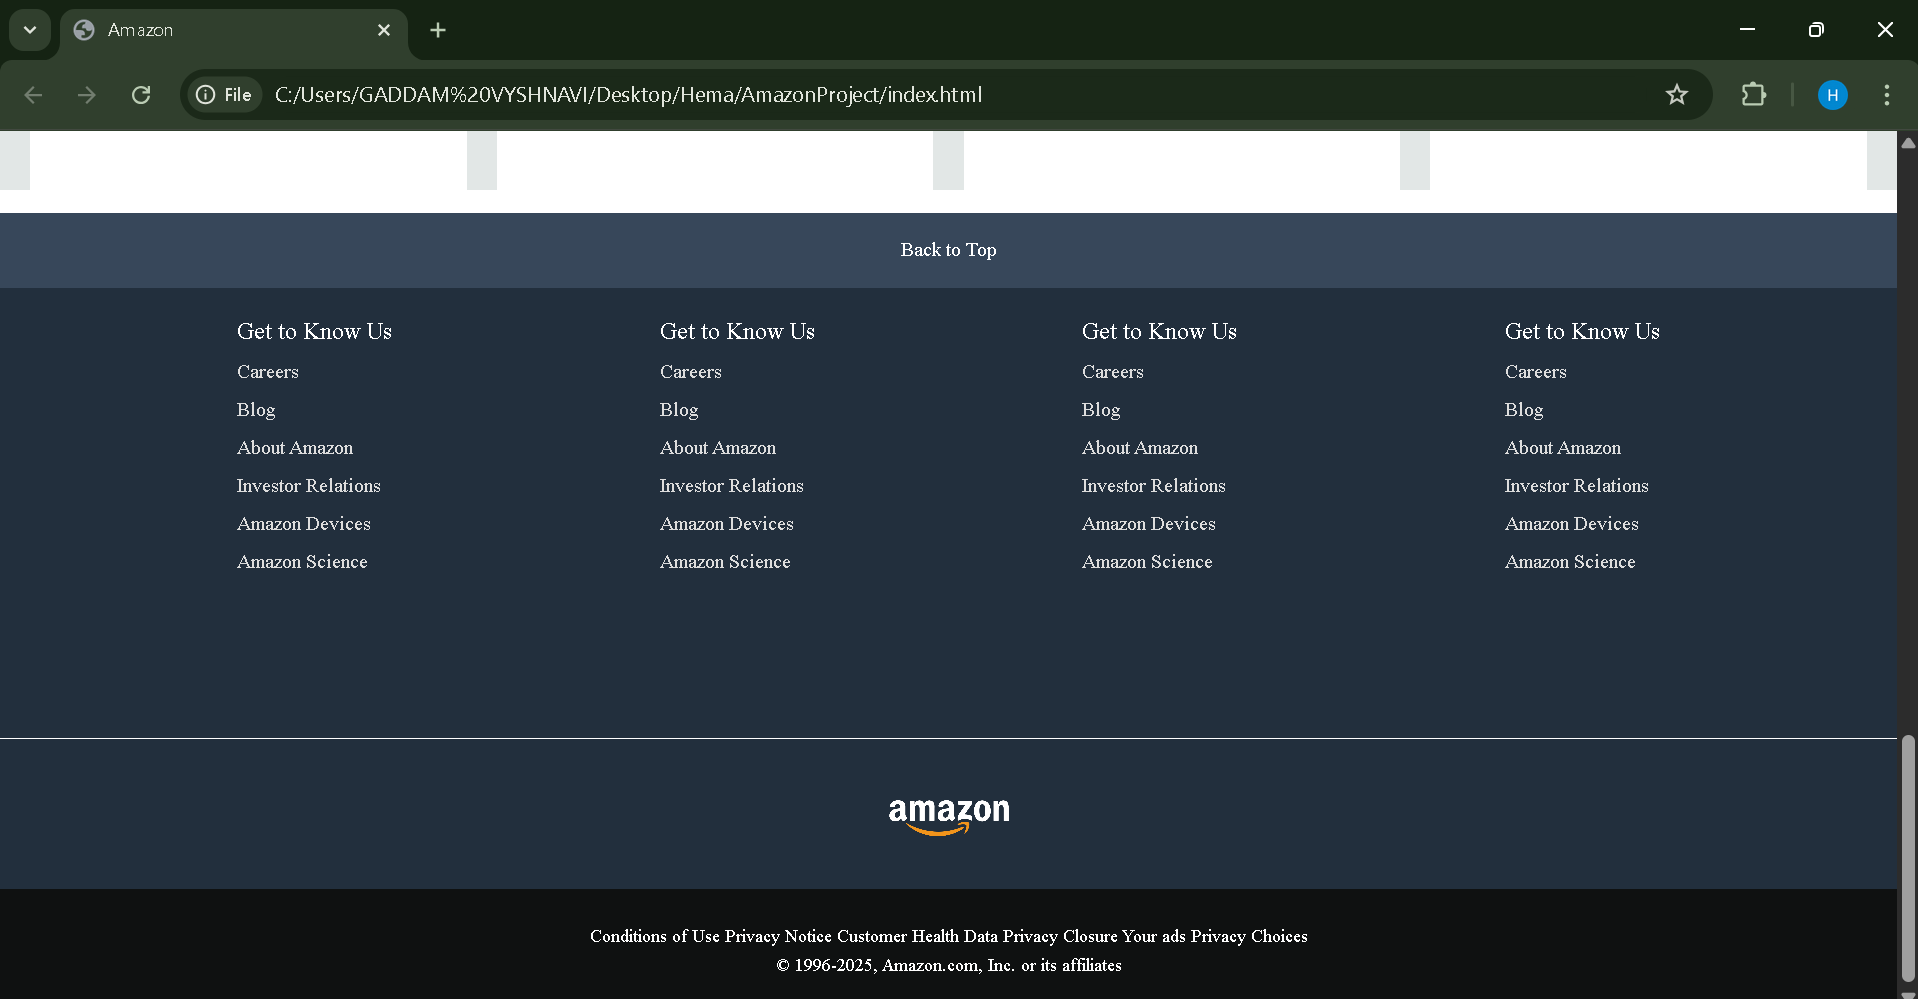 Amazon
File C:/Users/GADDAM%20VYSHNAVI/Desktop/Hema/AmazonProject/index.html
H
Back to Top
Get to Know Us
Careers
Blog
About Amazon
Investor Relations
Amazon Devices
Amazon Science
Get to Know Us
Careers
Blog
About Amazon
Investor Relations
Amazon Devices
Amazon Science
Get to Know Us
Careers
Blog
About Amazon
Investor Relations
Amazon Devices
Amazon Science
Get to Know Us
Careers
Blog
About Amazon
Investor Relations
Amazon Devices
Amazon Science
amazon
Conditions of Use Privacy Notice Customer Health Data Privacy Closure Your ads Privacy Choices
© 1996-2025, Amazon.com, Inc. or its affiliates